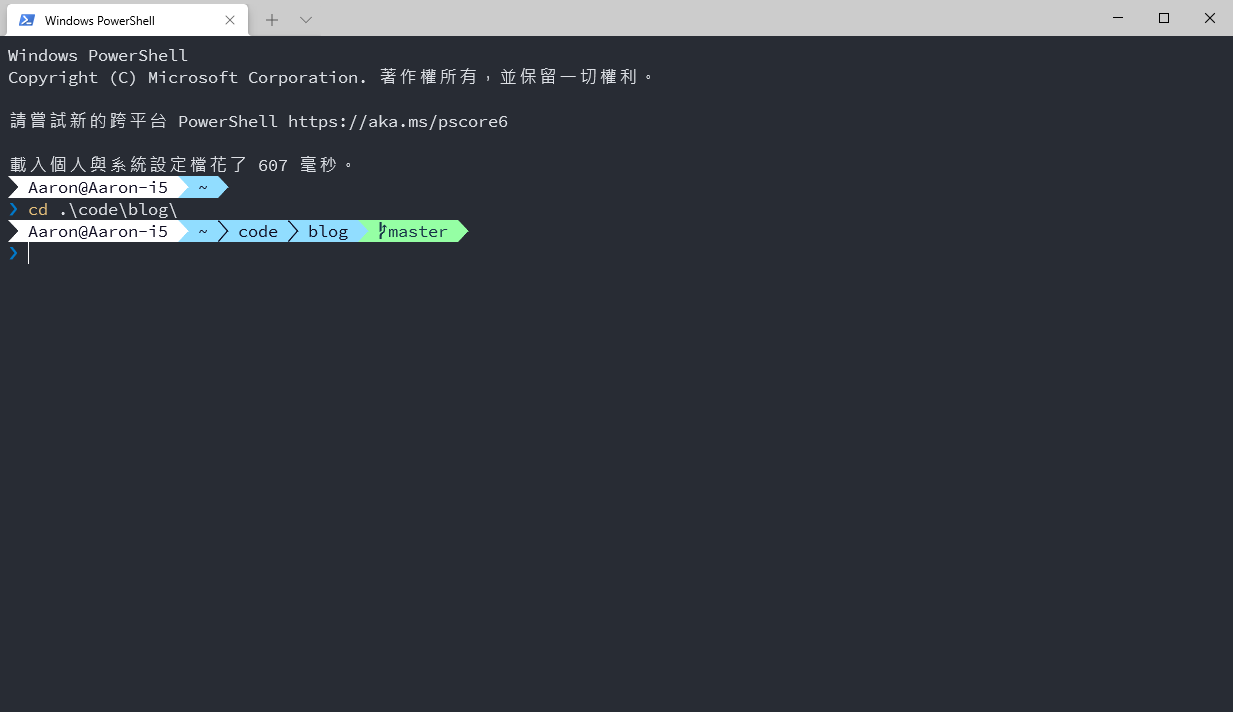 Windows PowerShell
Windows PowerShell
Copyright (C) Microsoft Corporation. 著作權所有，並保留一切權利。
請嘗試新的跨平台 PowerShell https://aka.ms/pscore6
載入個人與系統設定檔花了 607 毫秒。
Aaron@Aaron-i5 ~
❯ cd .\code\blog\
Aaron@Aaron-i5 ~ code blog master
❯